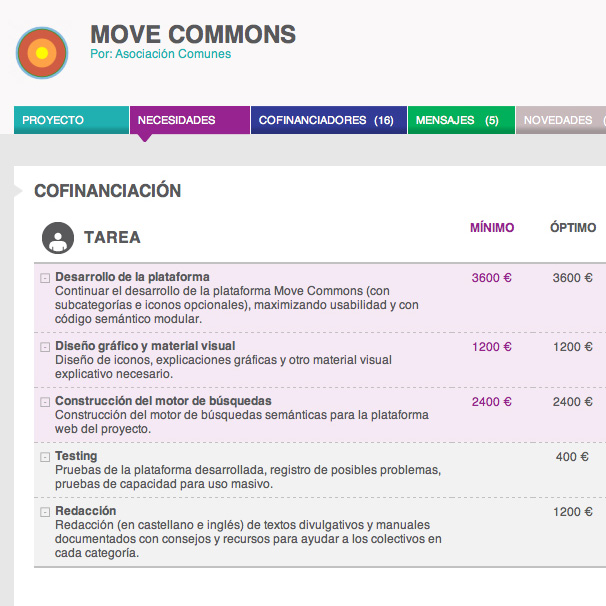 MOVE COMMONS
Por: Asociación Comunes
PROYECTO NECESIDADES COFINANCIADORES (16) MENSAJES (5) NOVEDADES (
COFINANCIACIÓN
TAREA MÍNIMO ÓPTIMO
Desarrollo de la plataforma 3600 € 3600 €
Continuar el desarrollo de la plataforma Move Commons (con
subcategorías e iconos opcionales), maximizando usabilidad y con
código semántico modular.
Diseño gráfico y material visual 1200 € 1200 €
Diseño de iconos, explicaciones gráficas y otro material visual
explicativo necesario.
Construcción del motor de búsquedas 2400 € 2400 €
Construcción del motor de búsquedas semánticas para la plataforma
web del proyecto.
Testing 400 €
Pruebas de la plataforma desarrollada, registro de posibles problemas,
pruebas de capacidad para uso masivo.
Redacción 1200 €
Redacción (en castellano e inglés) de textos divulgativos y manuales
documentados con consejos y recursos para ayudar a los colectivos en
cada categoría.